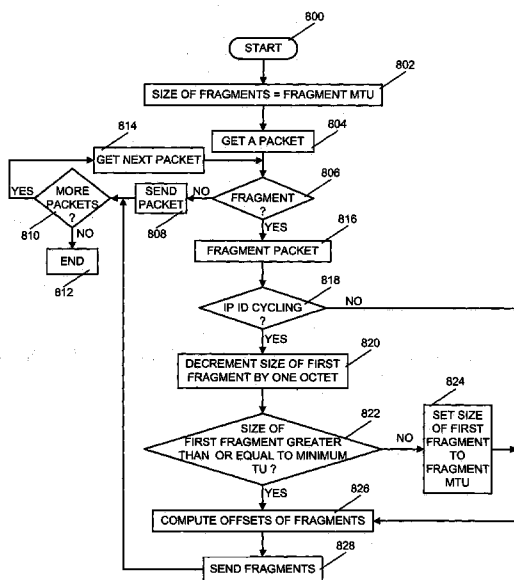 800
START
802
SIZE OF FRAGMENTS = FRAGMENT MTU
804
GET A PACKET
814
GET NEXT PACKET
806
FRAGMENT
?
YES
MORE
PACKETS
?
810
NO
SEND
PACKET
808
NO
YES
END
812
816
FRAGMENT PACKET
818
IP ID CYCLING
?
NO
YES
820
DECREMENT SIZE OF FIRST
FRAGMENT BY ONE OCTET
822
SIZE OF
FIRST FRAGMENT GREATER
THAN OR EQUAL TO MINIMUM
TU ?
NO
824
SET SIZE
OF FIRST
FRAGMENT
TO
FRAGMENT
MTU
YES
826
COMPUTE OFFSETS OF FRAGMENTS
828
SEND FRAGMENTS